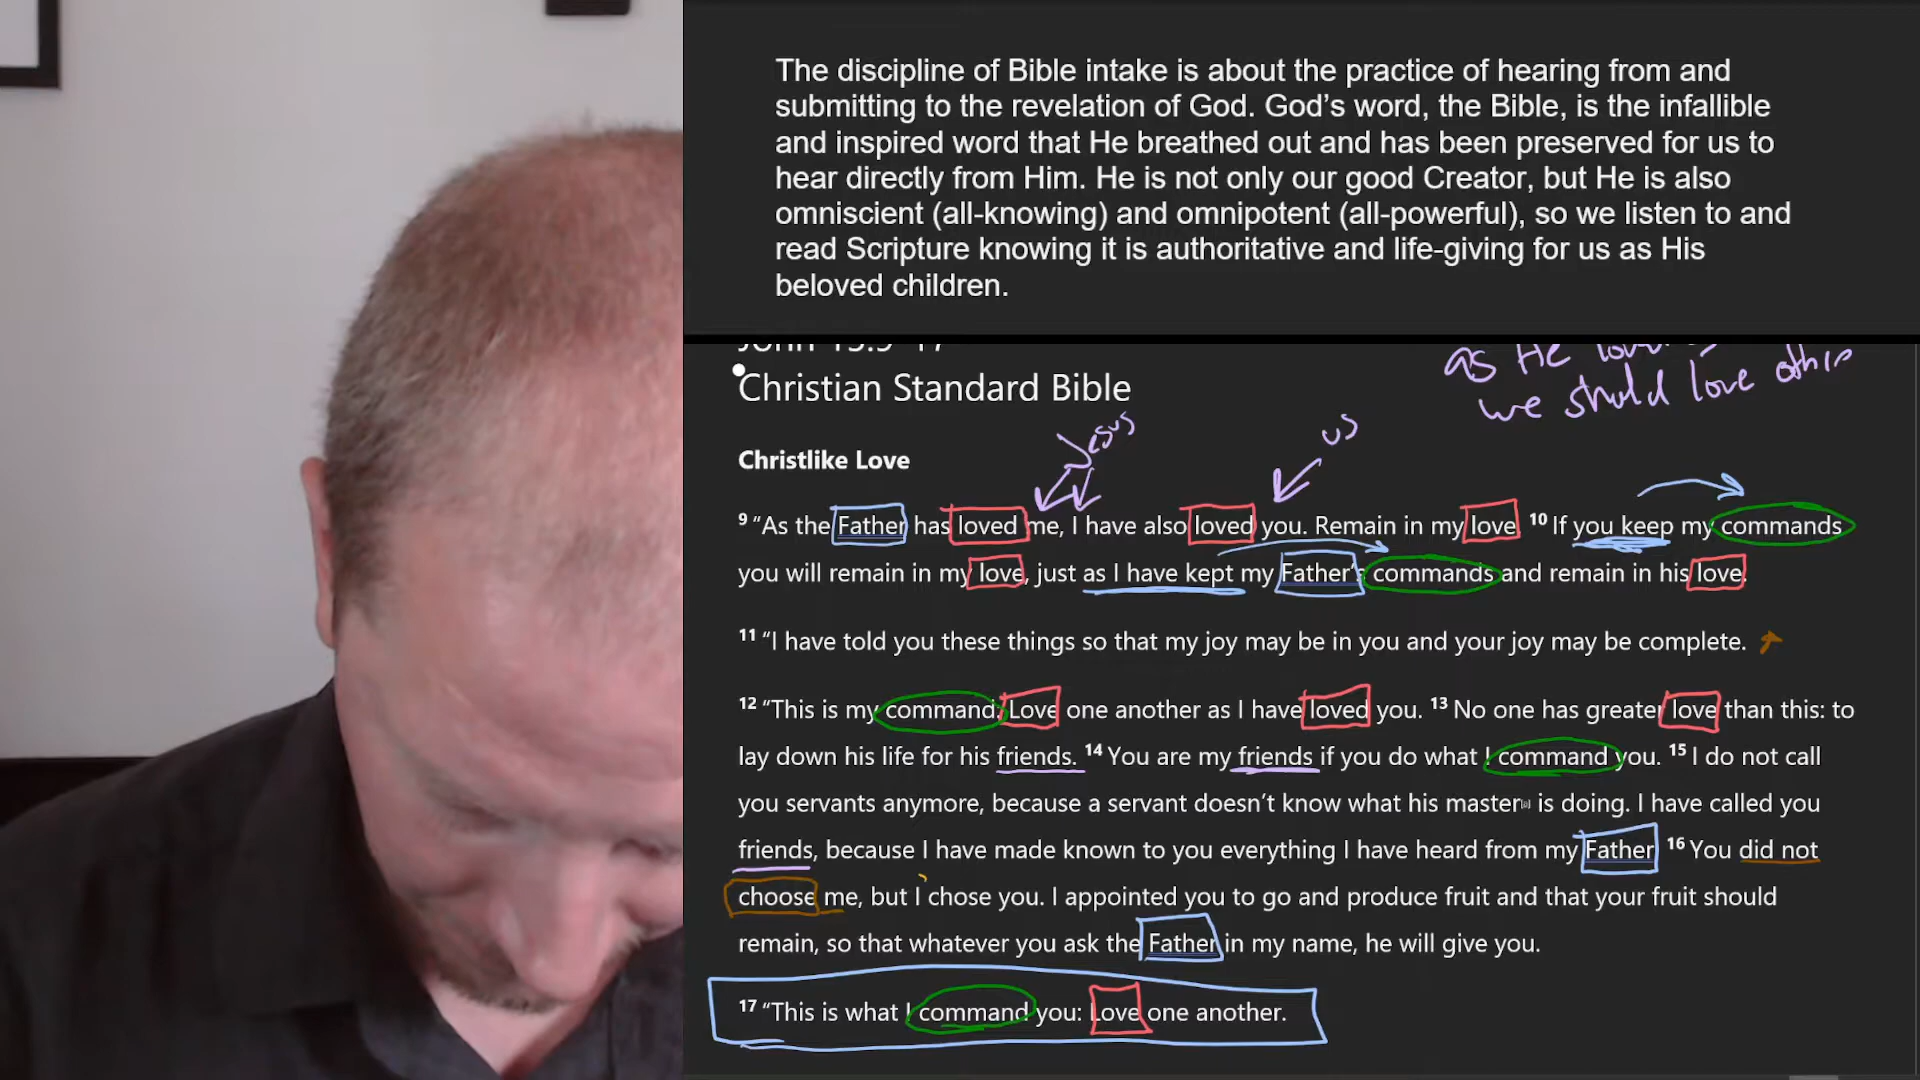 The discipline of Bible intake is about the practice of hearing from and
submitting to the revelation of God. God’s word, the Bible, is the infallible
and inspired word that He breathed out and has been preserved for us to
hear directly from Him. He is not only our good Creator, but He is also
omniscient (all-knowing) and omnipotent (all-powerful), so we listen to and
read Scripture knowing it is authoritative and life-giving for us as His
beloved children.
as He
we should love
Christian Standard Bible
Jesus
us
Christlike Love
9 “As the Father has loved me, I have also loved you. Remain in my love 10 If you keep my commands
you will remain in my love, just as I have kept my Father’s commands and remain in his love.
11 “I have told you these things so that my joy may be in you and your joy may be complete.
12 “This is my command: Love one another as I have loved you. 13 No one has greater love than this: to
lay down his life for his friends. 14 You are my friends if you do what I command you. 15 I do not call
you servants anymore, because a servant doesn’t know what his master is doing. I have called you
friends, because I have made known to you everything I have heard from my Father 16 You did not
choose me, but I chose you. I appointed you to go and produce fruit and that your fruit should
remain, so that whatever you ask the Father in my name, he will give you.
17 “This is what I command you: Love one another.